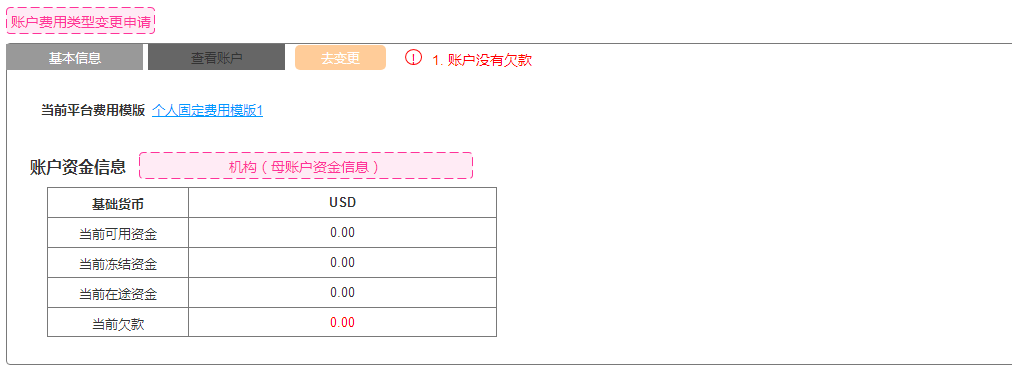 账户费用类型变更申请
基本信息 查看账户 去变更 1. 账户没有欠款
当前平台费用模版 个人固定费用模版1
账户资金信息 机构（母账户资金信息）
基础货币 USD
当前可用资金 0.00
当前冻结资金 0.00
当前在途资金 0.00
当前欠款 0.00